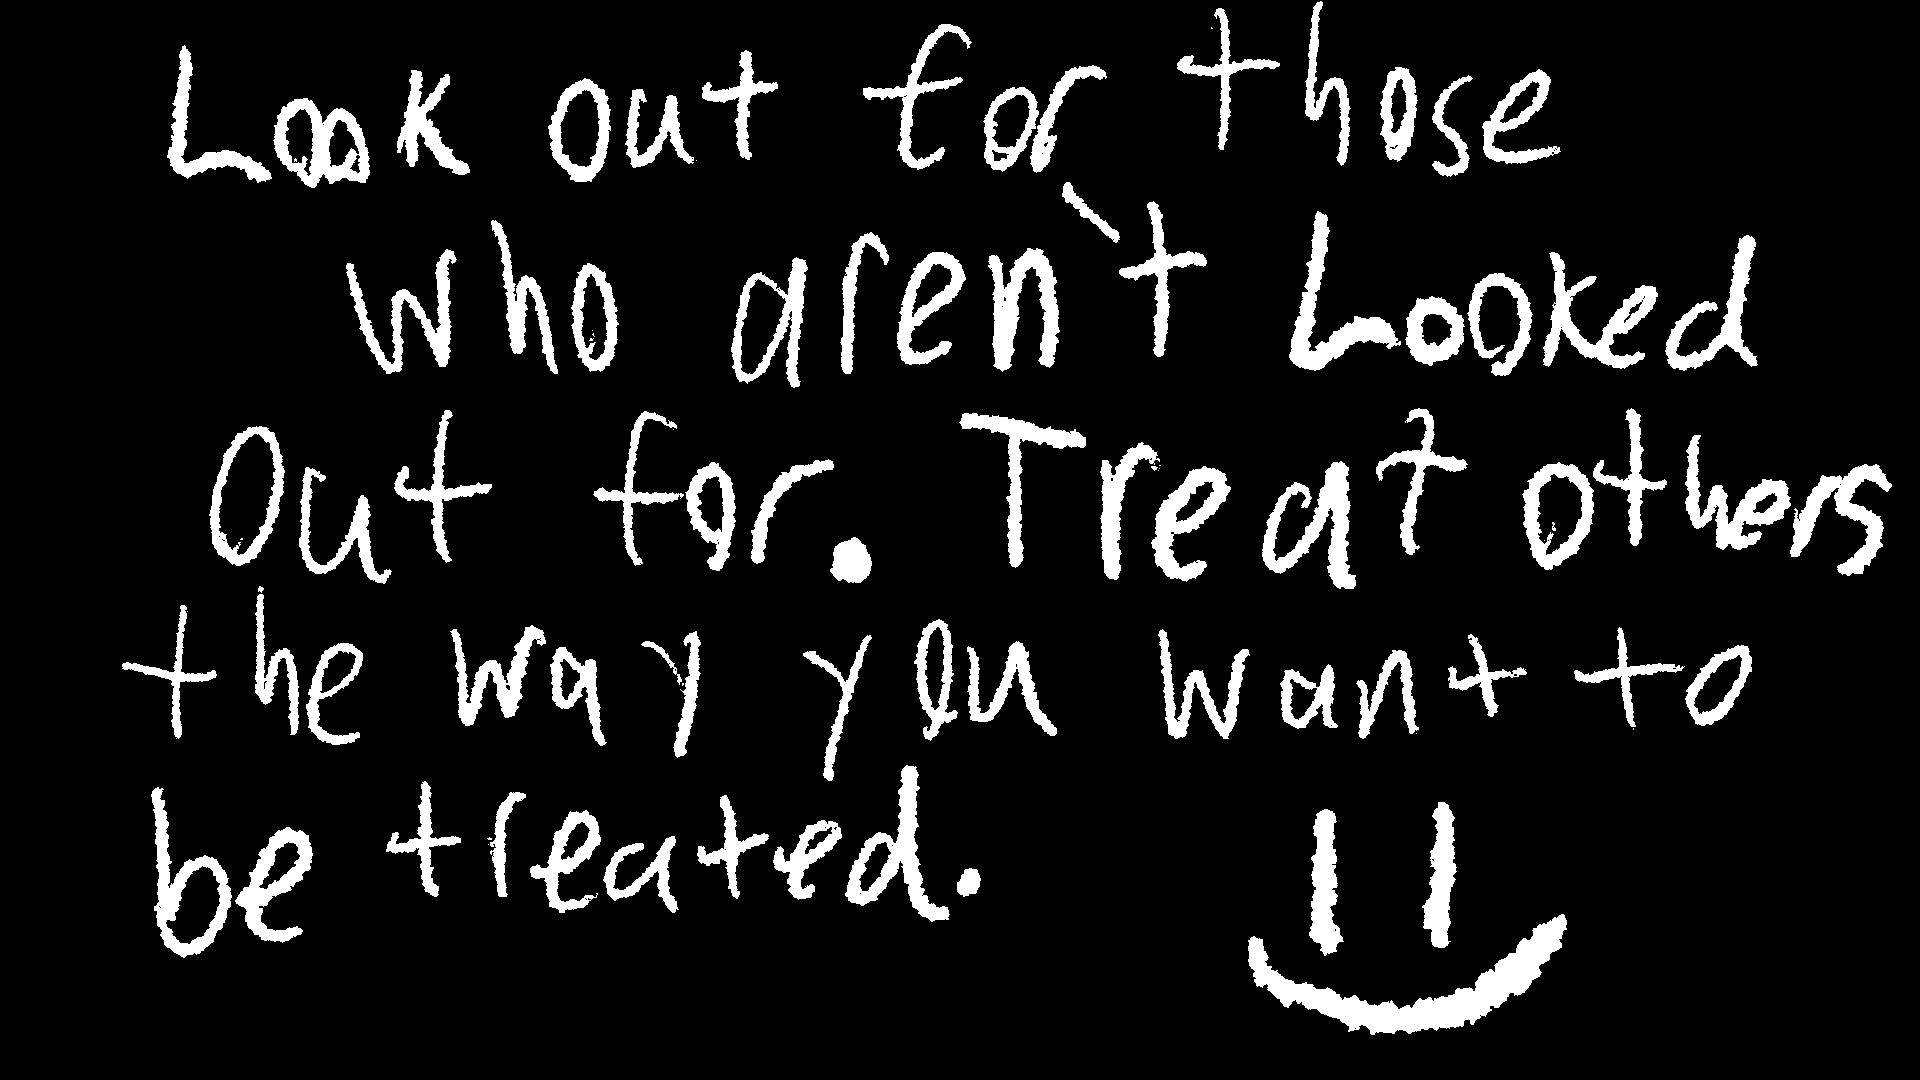 Look out for those
who aren't Looked
Out for. Treat others
the way you want to
be treated.